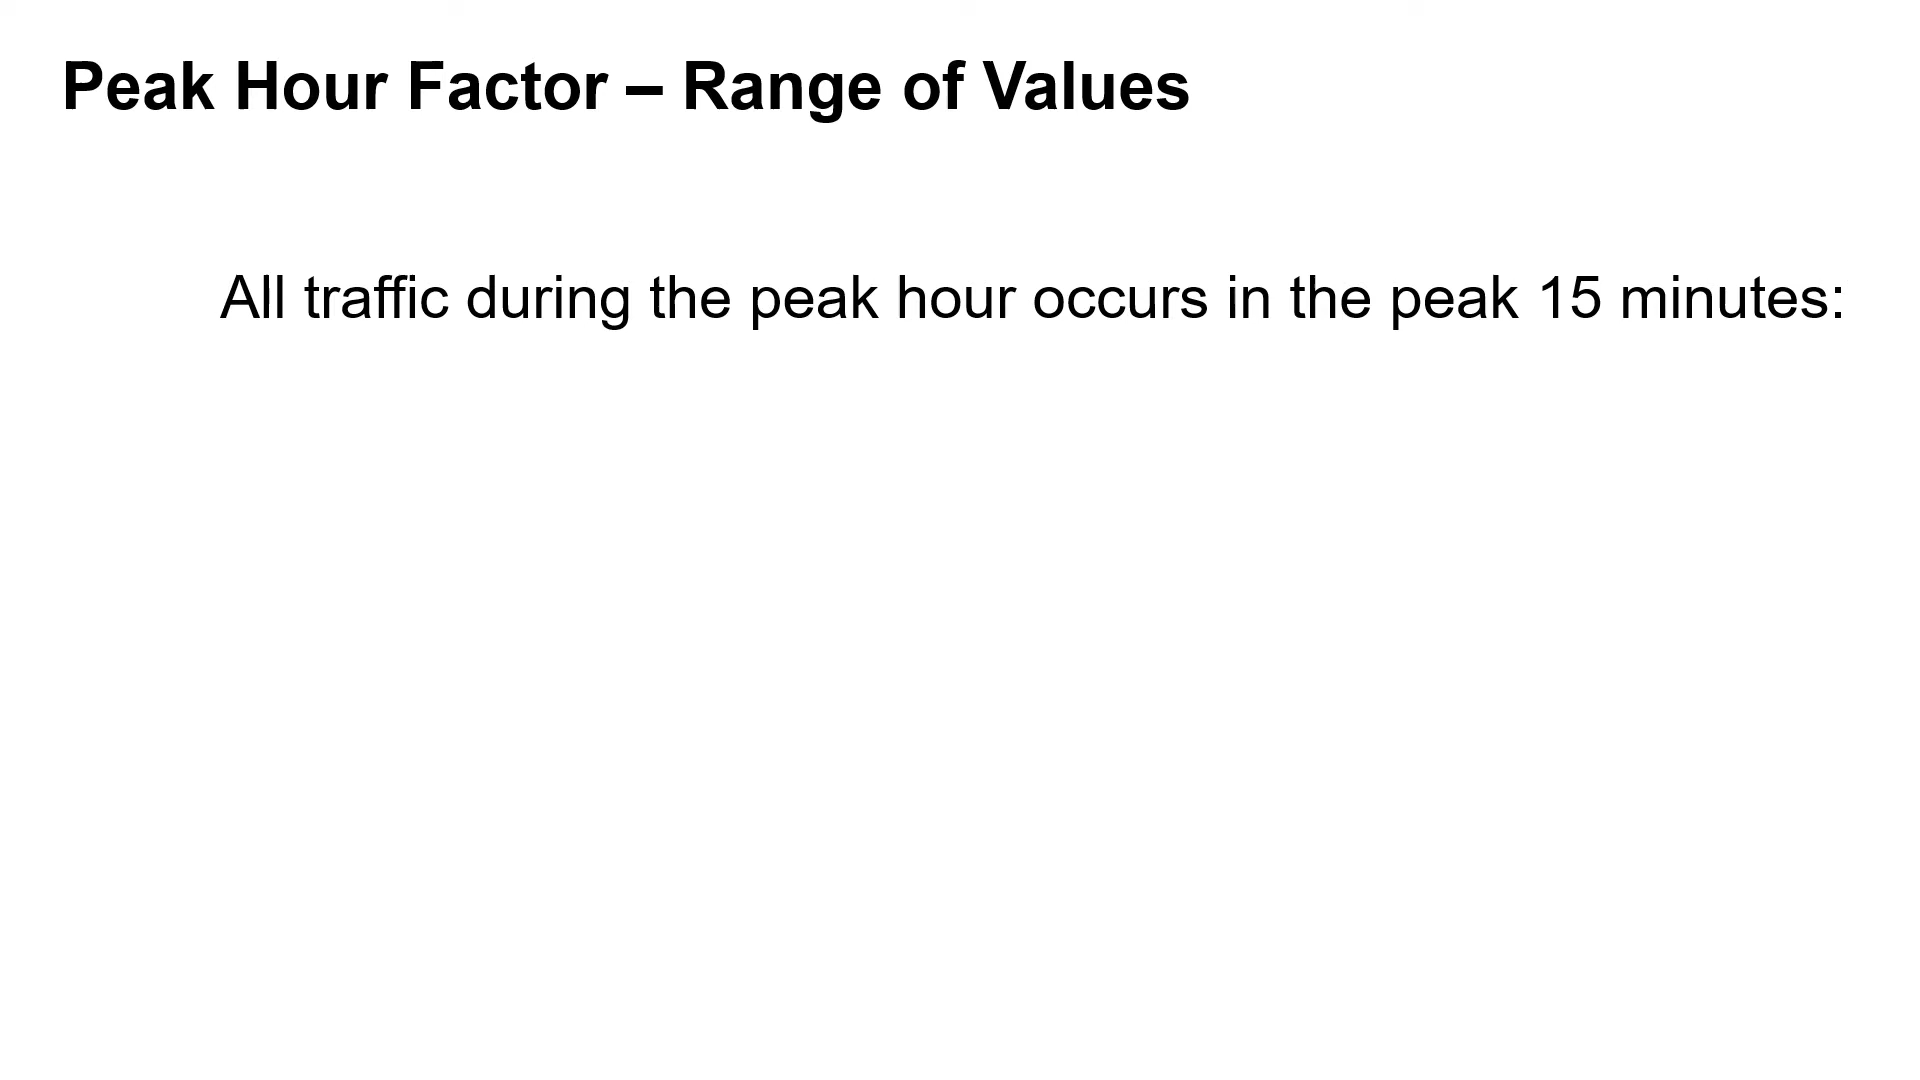 Peak Hour Factor – Range of Values
All traffic during the peak hour occurs in the peak 15 minutes: